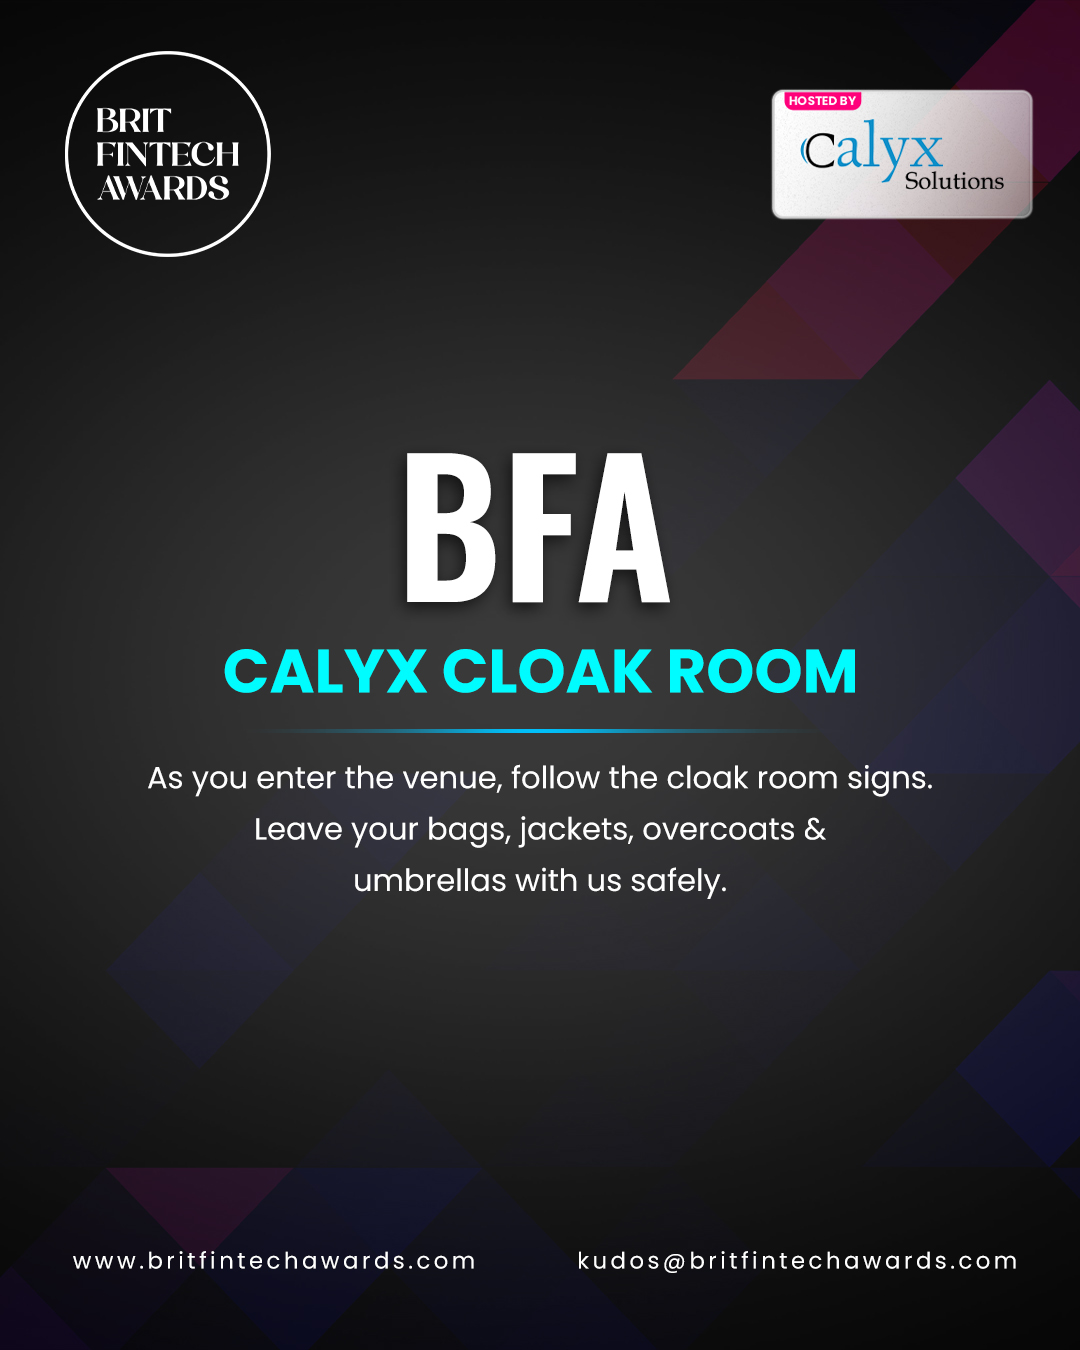 BRIT
FINTECH
AWARDS
HOSTED BY
Calyx
Solutions
BFA
CALYX CLOAK ROOM
As you enter the venue, follow the cloak room signs.
Leave your bags, jackets, overcoats &
umbrellas with us safely.
www.britfintechawards.com
kudos@britfintechawards.com